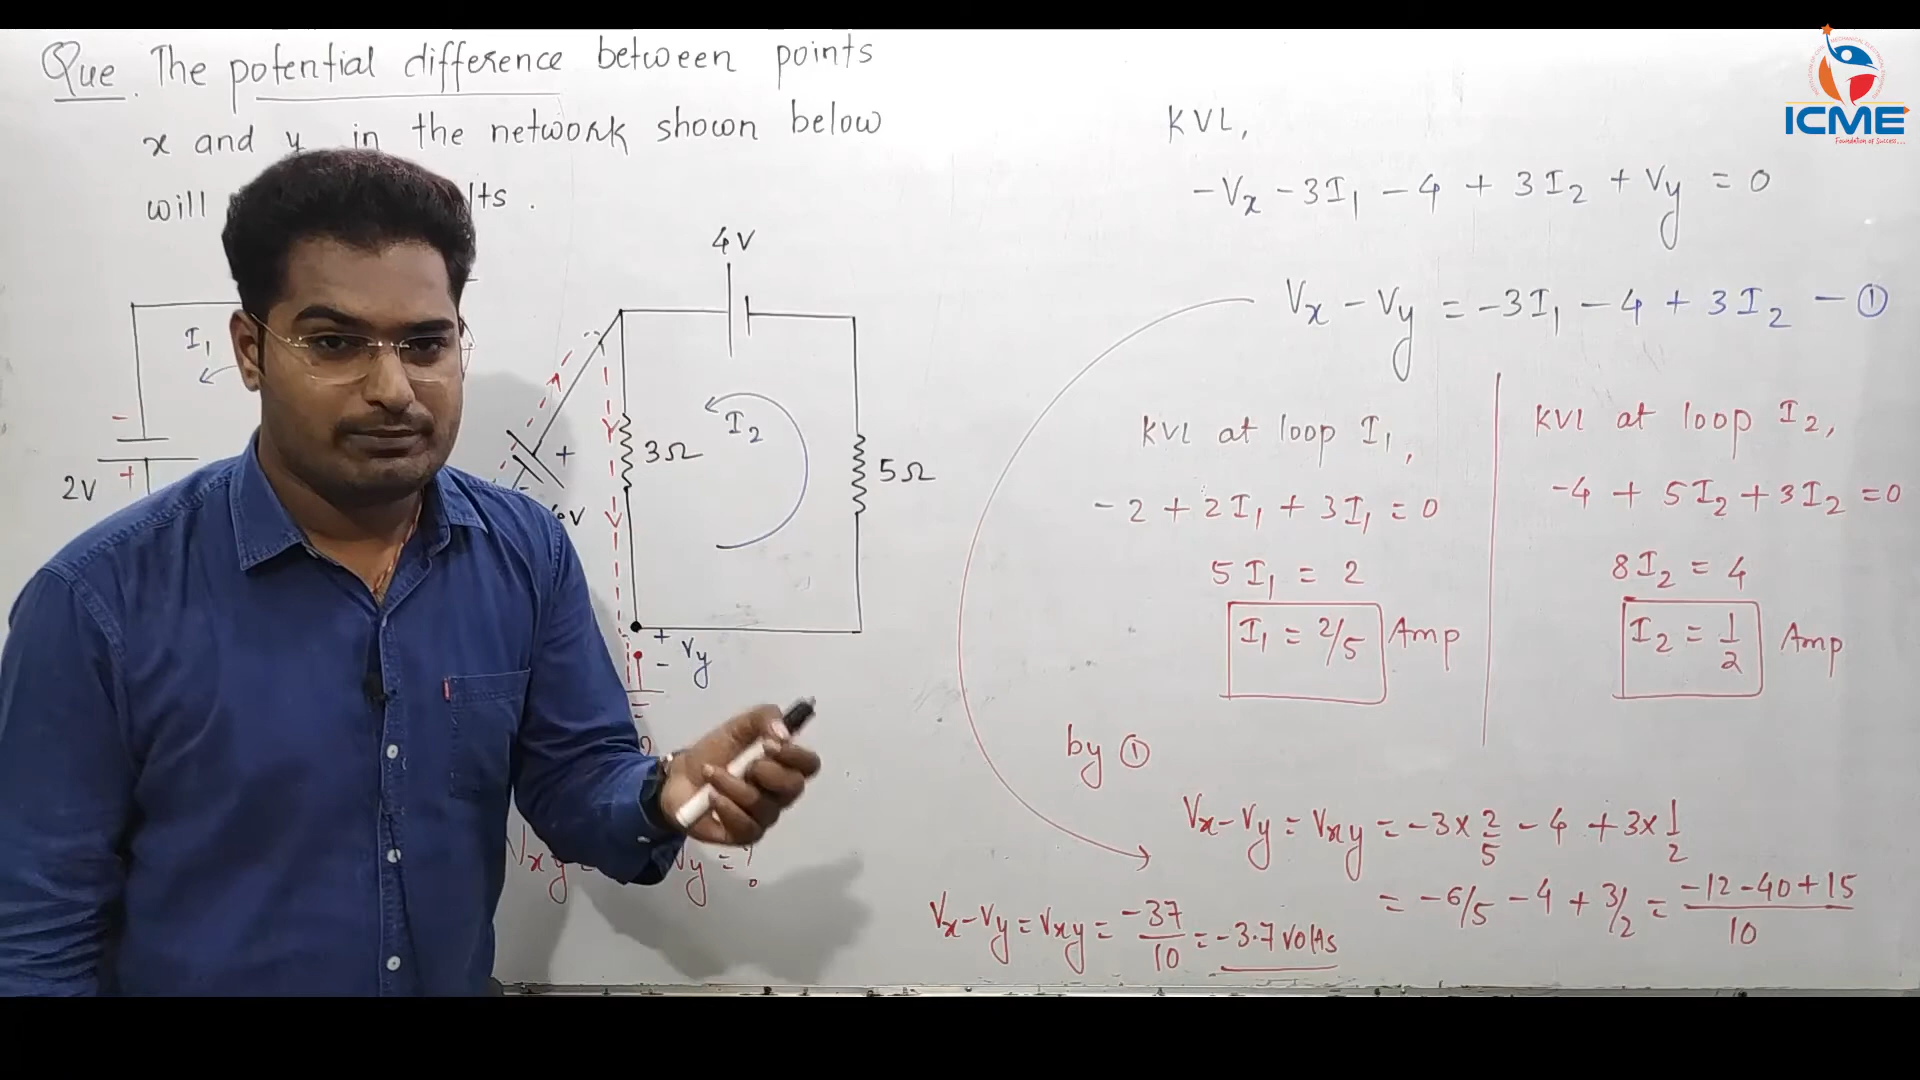 Que. The potential difference between points
x and y in the network shown below
will lts.
4V
I₁
I₂
+
3Ω
5Ω
-
+
2V
+
-
Vy
Vy = ?
KVL,
-Vx - 3I₁ - 4 + 3I₂ + Vy = 0
Vx - Vy = -3I₁ - 4 + 3I₂ - ①
KVL at loop I₁,
-2 + 2I₁ + 3I₁ = 0
5I₁ = 2
I₁ = 2/5 Amp
KVL at loop I₂,
-4 + 5I₂ + 3I₂ = 0
8I₂ = 4
I₂ = 1/2 Amp
by ①
Vx-Vy = Vxy = -3×2/5 - 4 + 3×1/2
= -6/5 - 4 + 3/2 = -12-40+15/10
Vx-Vy = Vxy = -37/10 = -3.7 Volts
ICME
Foundation of Success...